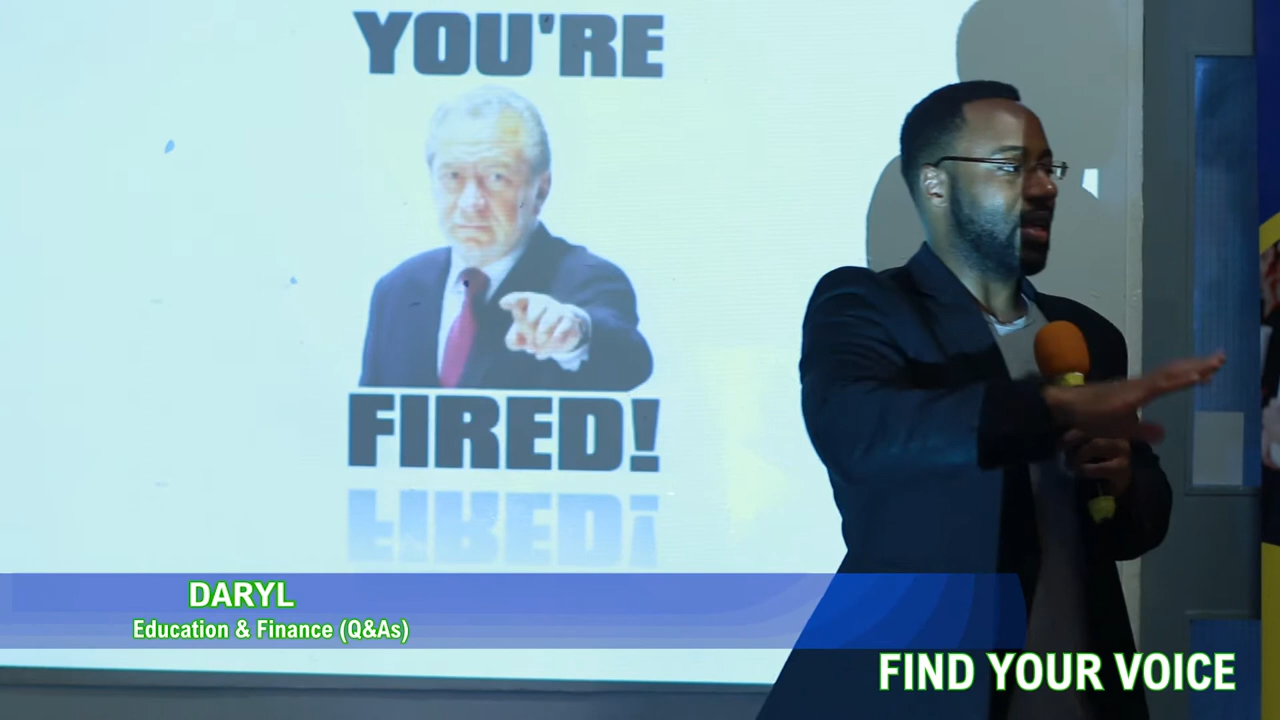 YOU'RE
FIRED!
DARYL
Education & Finance (Q&As)
FIND YOUR VOICE